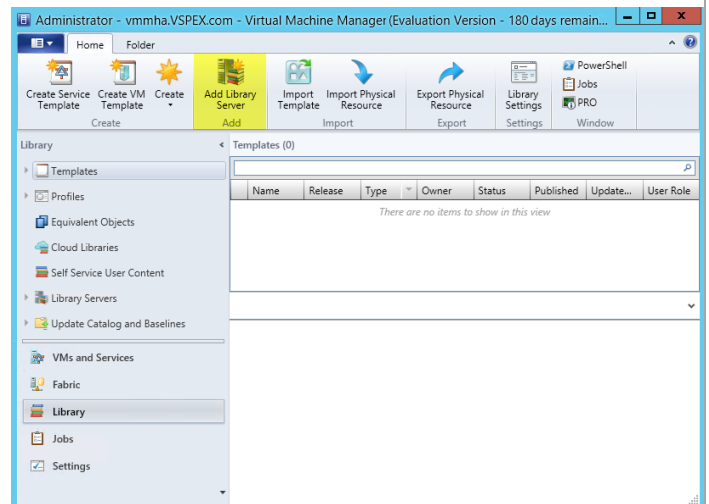 Administrator - vmmha.VSPEX.com - Virtual Machine Manager (Evaluation Version - 180 days remain...
Home Folder
Create Service Template
Create VM Template
Create
Add Library Server
Import Template
Import Physical Resource
Export Physical Resource
Library Settings
PowerShell
Jobs
PRO
Create Add Import Export Settings Window
Library
Templates (0)
Templates
Profiles
Equivalent Objects
Cloud Libraries
Self Service User Content
Library Servers
Update Catalog and Baselines
Name Release Type Owner Status Published Update... User Role
There are no items to show in this view
VMs and Services
Fabric
Library
Jobs
Settings